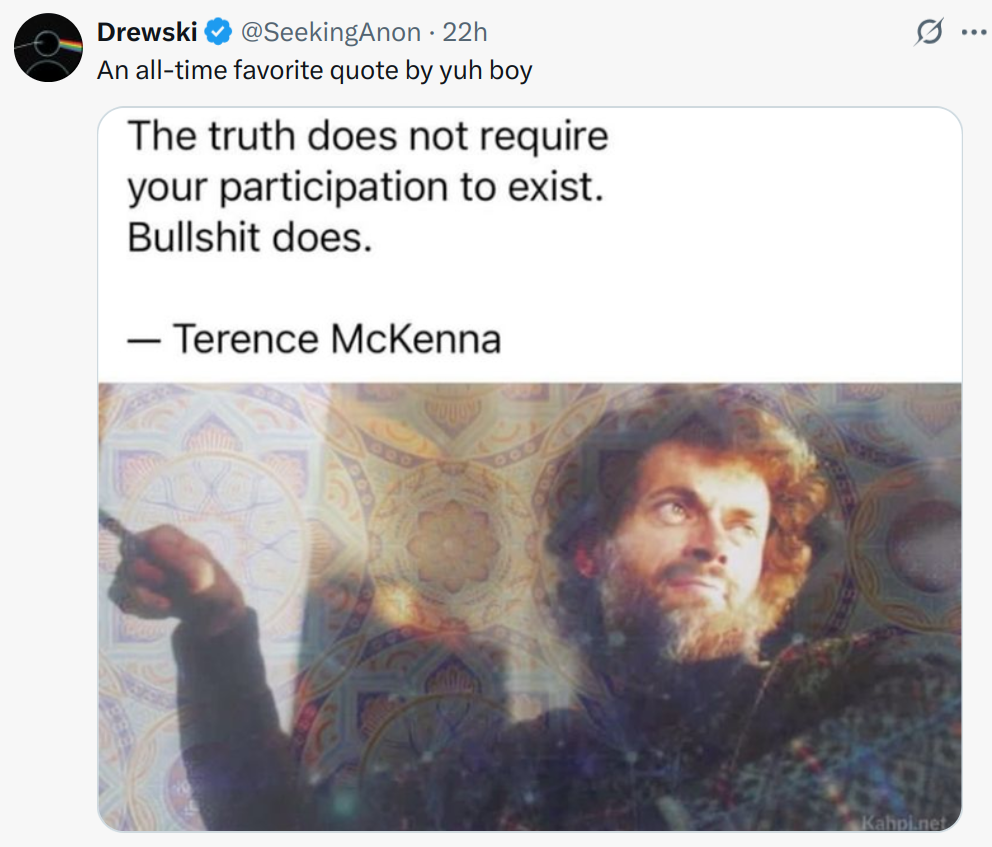 Drewski @SeekingAnon · 22h
An all-time favorite quote by yuh boy
The truth does not require
your participation to exist.
Bullshit does.
— Terence McKenna
Kahpi.net